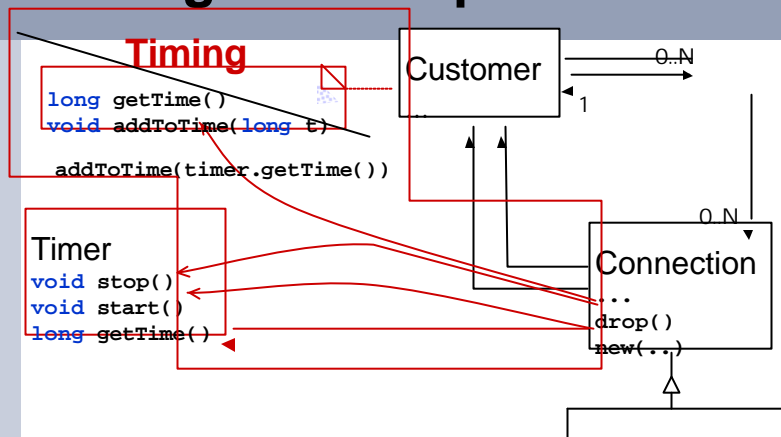 Timing
long getTime()
void addToTime(long t)
addToTime(timer.getTime())
Customer
...
0..N
1
Timer
void stop()
void start()
long getTime()
0..N
Connection
...
drop()
new(..)